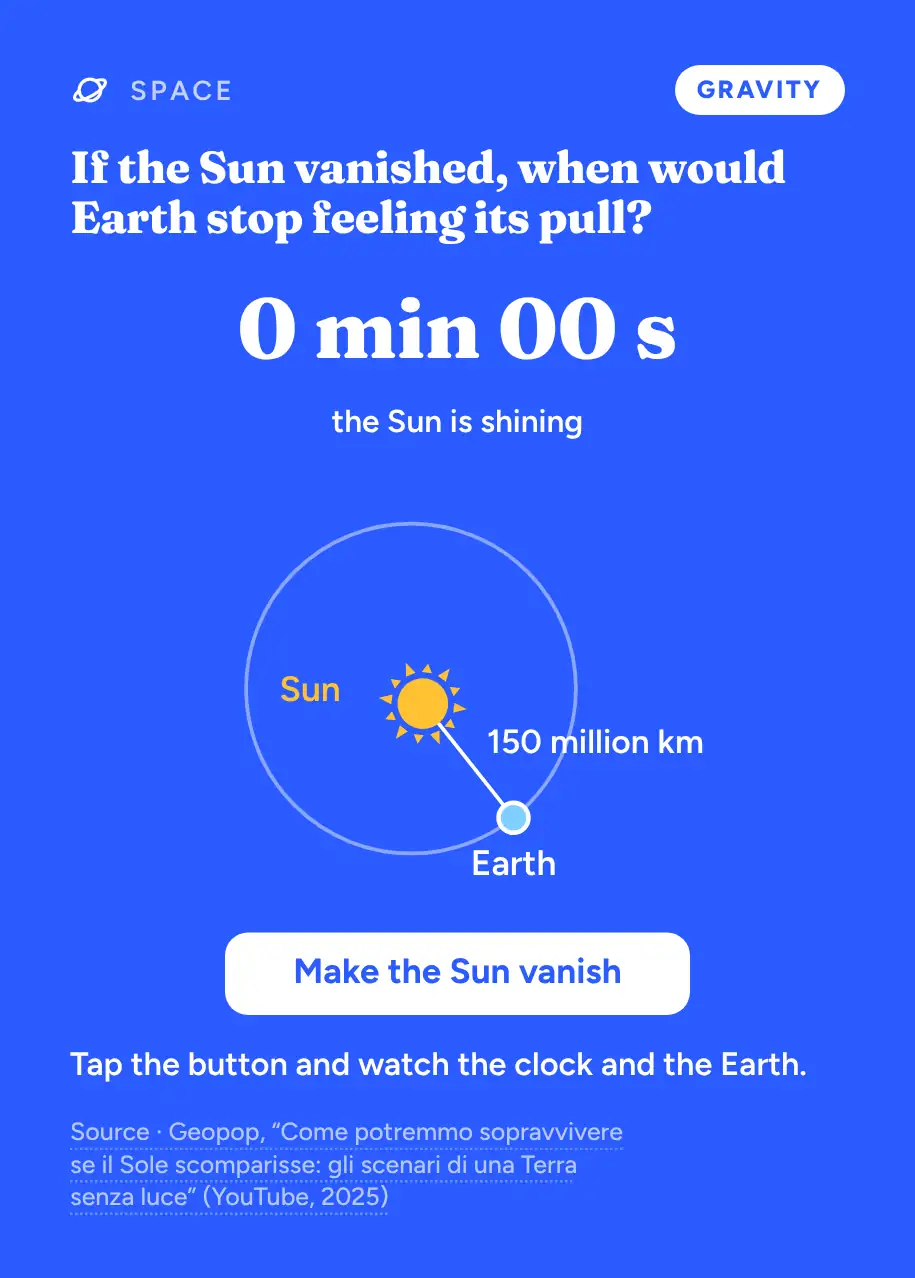 SPACE
GRAVITY
If the Sun vanished, when would
Earth stop feeling its pull?
0 min 00 s
the Sun is shining
Sun
150 million km
Earth
Make the Sun vanish
Tap the button and watch the clock and the Earth.
Source · Geopop, “Come potremmo sopravvivere
se il Sole scomparisse: gli scenari di una Terra
senza luce” (YouTube, 2025)